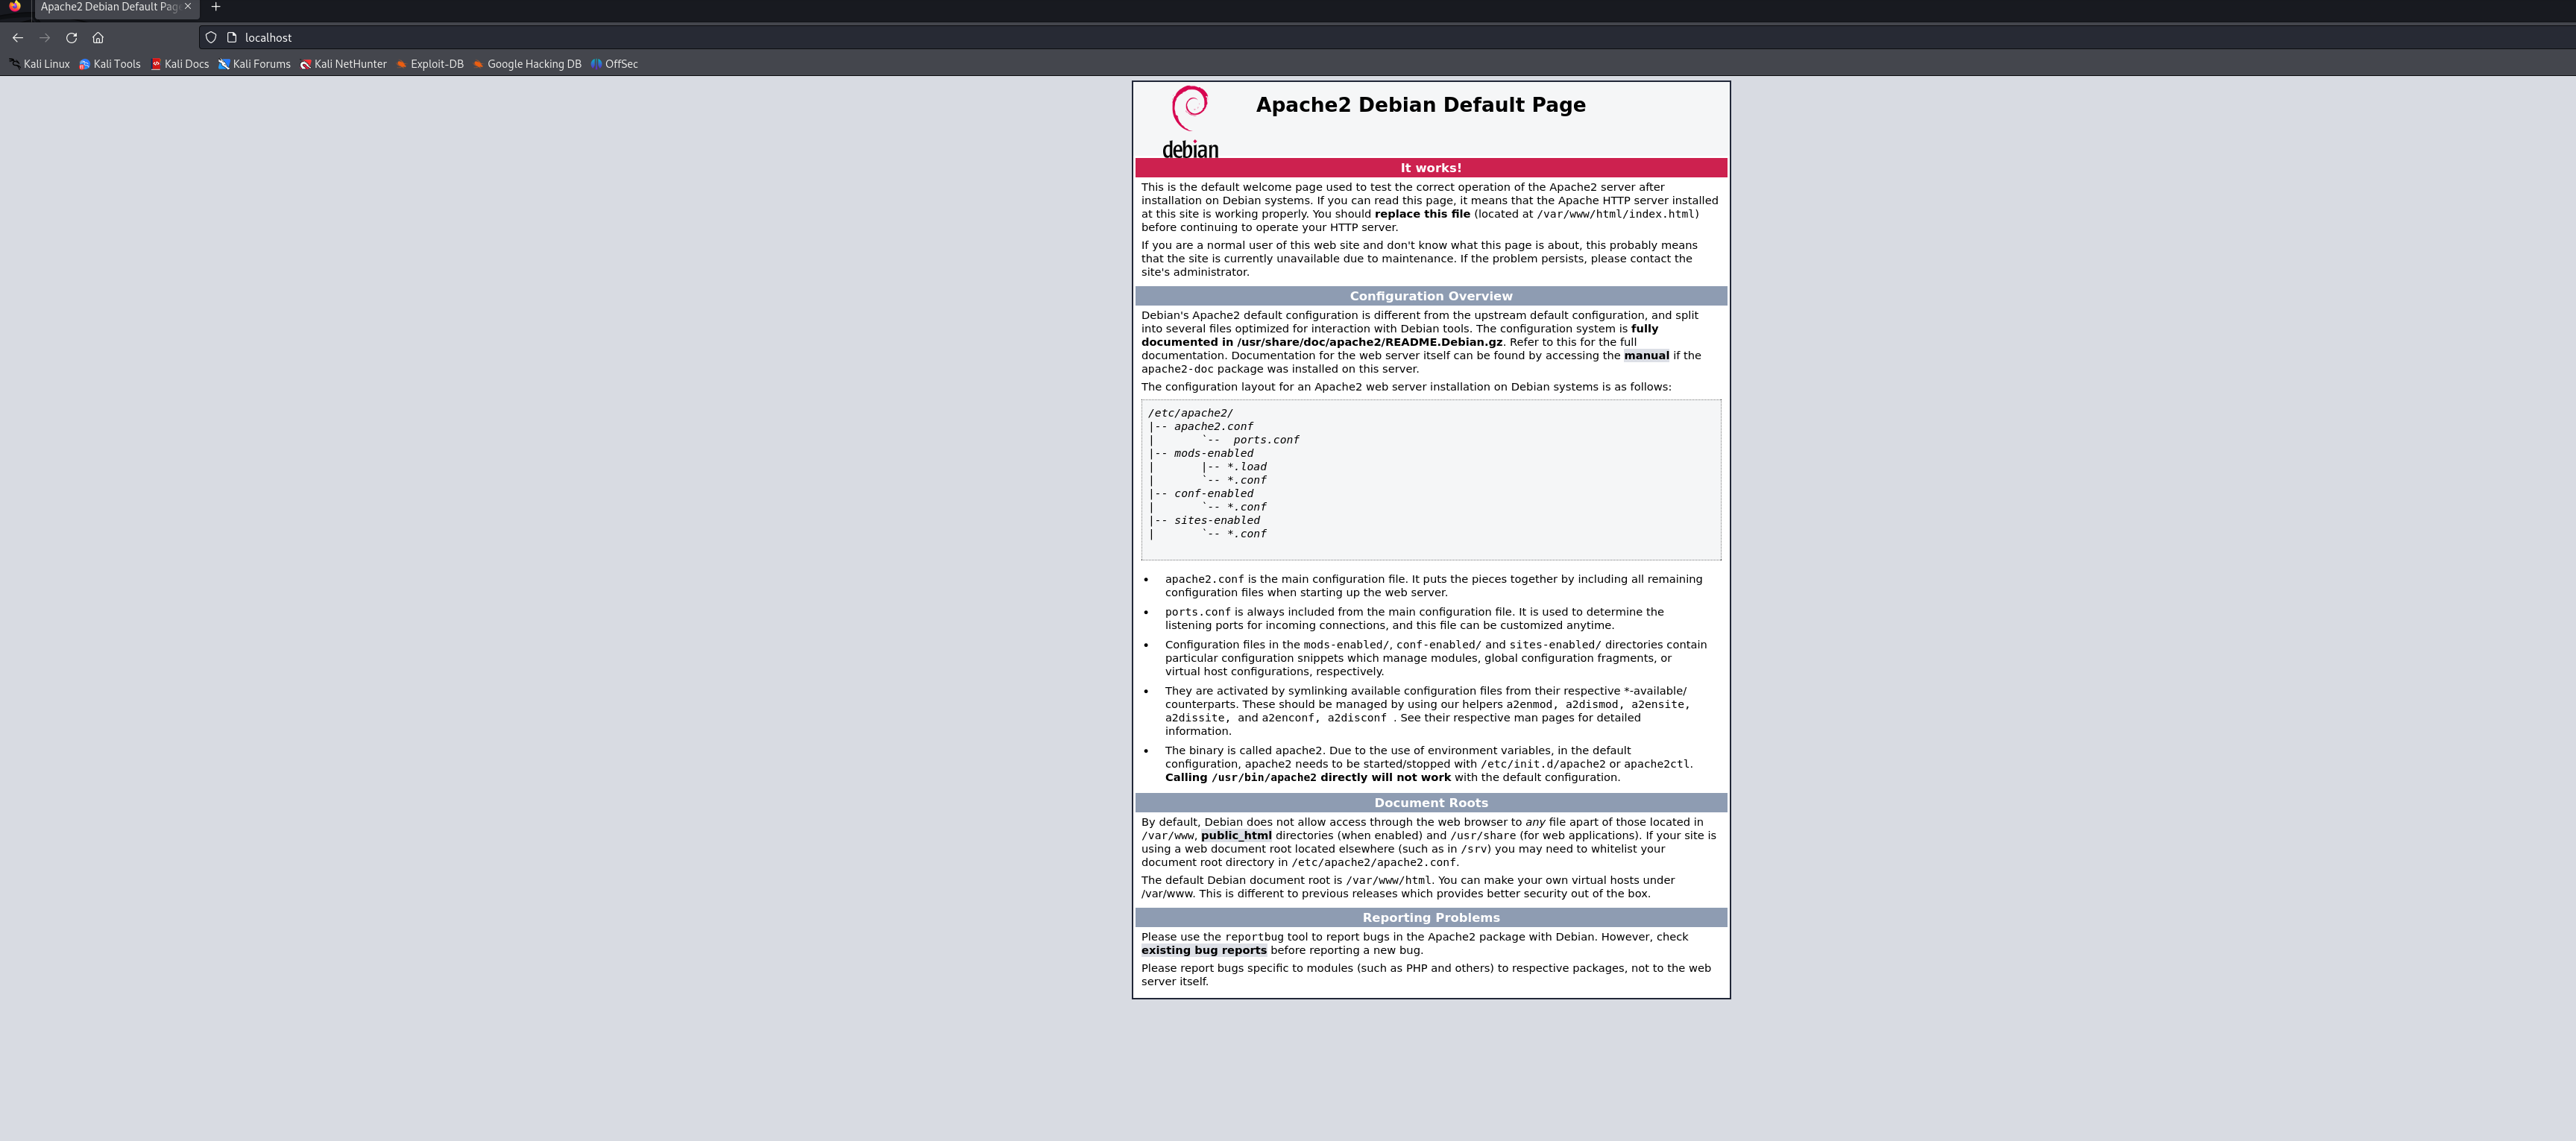 Apache2 Debian Default Pag
localhost
Kali Linux Kali Tools Kali Docs Kali Forums Kali NetHunter Exploit-DB Google Hacking DB OffSec
Apache2 Debian Default Page
debian
It works!
This is the default welcome page used to test the correct operation of the Apache2 server after
installation on Debian systems. If you can read this page, it means that the Apache HTTP server installed
at this site is working properly. You should replace this file (located at /var/www/html/index.html)
before continuing to operate your HTTP server.
If you are a normal user of this web site and don't know what this page is about, this probably means
that the site is currently unavailable due to maintenance. If the problem persists, please contact the
site's administrator.
Configuration Overview
Debian's Apache2 default configuration is different from the upstream default configuration, and split
into several files optimized for interaction with Debian tools. The configuration system is fully
documented in /usr/share/doc/apache2/README.Debian.gz. Refer to this for the full
documentation. Documentation for the web server itself can be found by accessing the manual if the
apache2-doc package was installed on this server.
The configuration layout for an Apache2 web server installation on Debian systems is as follows:
/etc/apache2/
|-- apache2.conf
|       `--  ports.conf
|-- mods-enabled
|       |-- *.load
|       `-- *.conf
|-- conf-enabled
|       `-- *.conf
|-- sites-enabled
|       `-- *.conf
• apache2.conf is the main configuration file. It puts the pieces together by including all remaining
configuration files when starting up the web server.
• ports.conf is always included from the main configuration file. It is used to determine the
listening ports for incoming connections, and this file can be customized anytime.
• Configuration files in the mods-enabled/, conf-enabled/ and sites-enabled/ directories contain
particular configuration snippets which manage modules, global configuration fragments, or
virtual host configurations, respectively.
• They are activated by symlinking available configuration files from their respective *-available/
counterparts. These should be managed by using our helpers a2enmod, a2dismod, a2ensite,
a2dissite, and a2enconf, a2disconf . See their respective man pages for detailed
information.
• The binary is called apache2. Due to the use of environment variables, in the default
configuration, apache2 needs to be started/stopped with /etc/init.d/apache2 or apache2ctl.
Calling /usr/bin/apache2 directly will not work with the default configuration.
Document Roots
By default, Debian does not allow access through the web browser to any file apart of those located in
/var/www, public_html directories (when enabled) and /usr/share (for web applications). If your site is
using a web document root located elsewhere (such as in /srv) you may need to whitelist your
document root directory in /etc/apache2/apache2.conf.
The default Debian document root is /var/www/html. You can make your own virtual hosts under
/var/www. This is different to previous releases which provides better security out of the box.
Reporting Problems
Please use the reportbug tool to report bugs in the Apache2 package with Debian. However, check
existing bug reports before reporting a new bug.
Please report bugs specific to modules (such as PHP and others) to respective packages, not to the web
server itself.